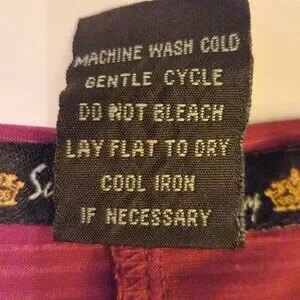 MACHINE WASH COLD
GENTLE CYCLE
DO NOT BLEACH
LAY FLAT TO DRY
COOL IRON
IF NECESSARY